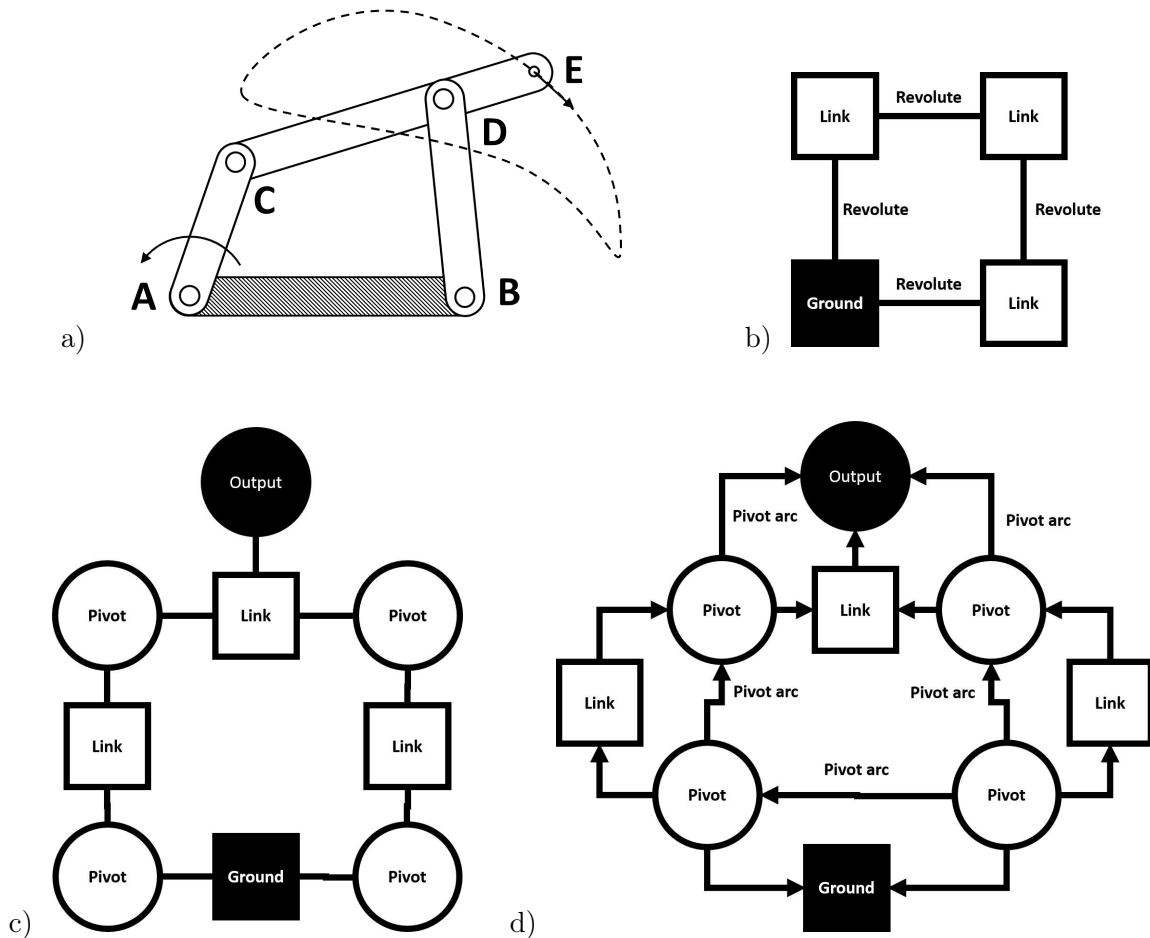 E
D
C
A
B
a)
Revolute
Link
Link
Revolute
Revolute
Revolute
Ground
Link
b)
Output
Pivot
Link
Pivot
Link
Link
Pivot
Ground
Pivot
c)
Output
Pivot arc
Pivot arc
Pivot
Link
Pivot
Link
Pivot arc
Pivot arc
Link
Pivot arc
Pivot
Pivot
Ground
d)